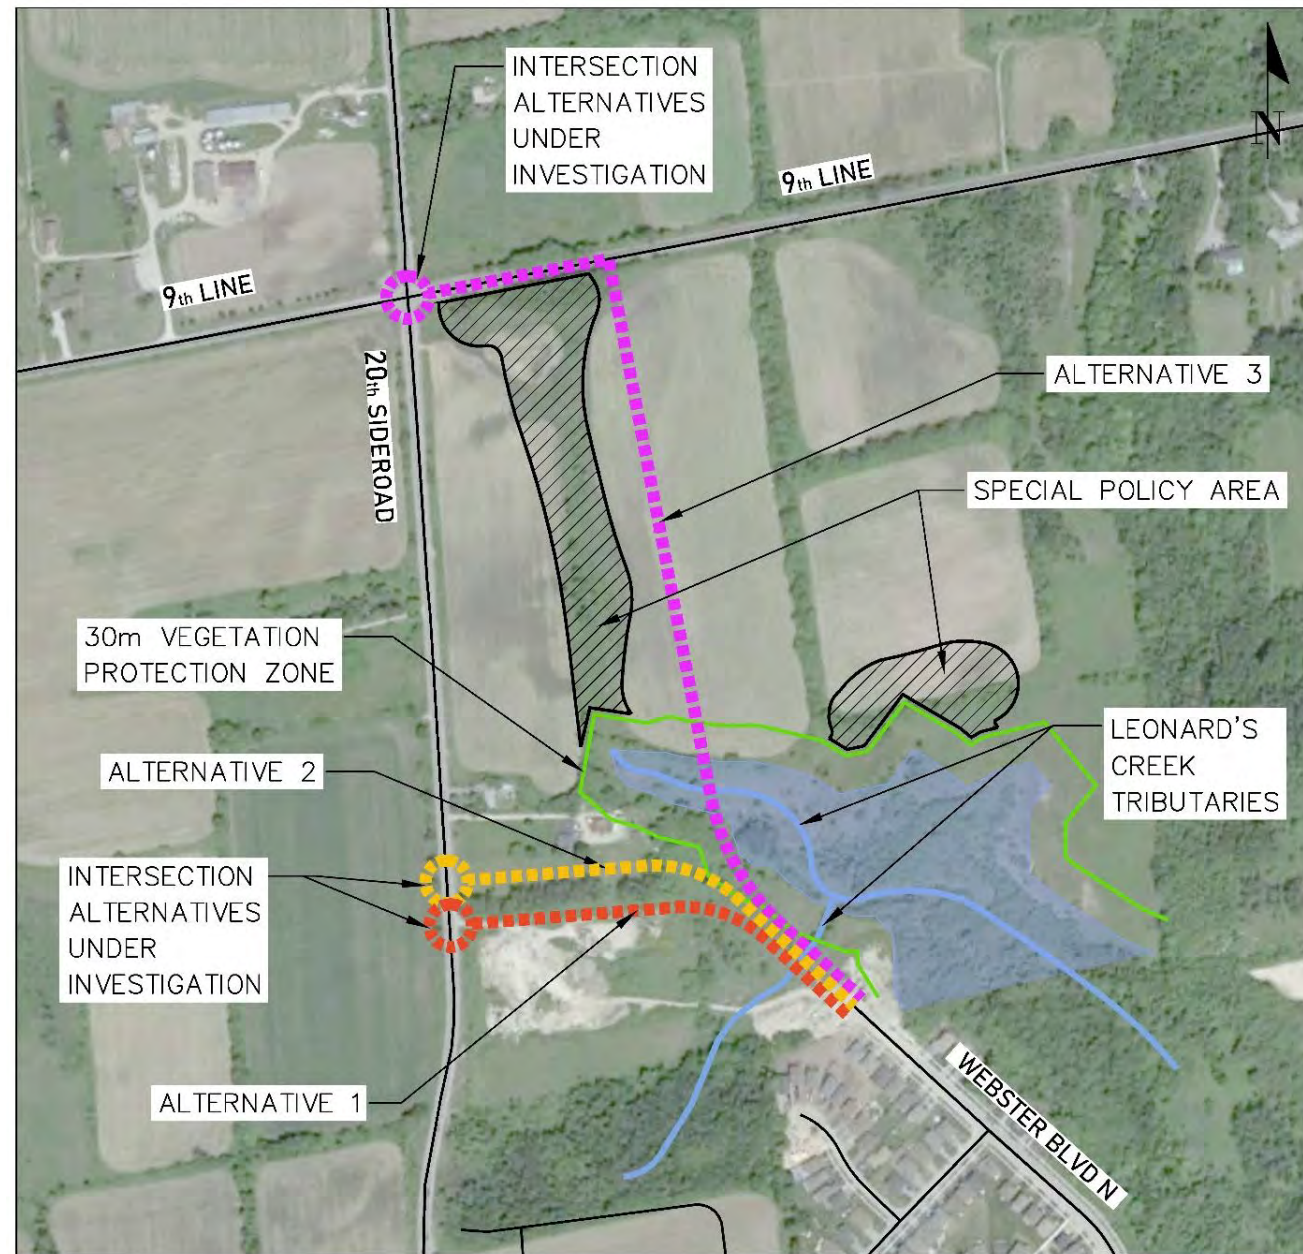 INTERSECTION
ALTERNATIVES
UNDER
INVESTIGATION
N
9th LINE
9th LINE
20th SIDEROAD
ALTERNATIVE 3
SPECIAL POLICY AREA
30m VEGETATION
PROTECTION ZONE
LEONARD'S
CREEK
TRIBUTARIES
ALTERNATIVE 2
INTERSECTION
ALTERNATIVES
UNDER
INVESTIGATION
ALTERNATIVE 1
WEBSTER BLVD N